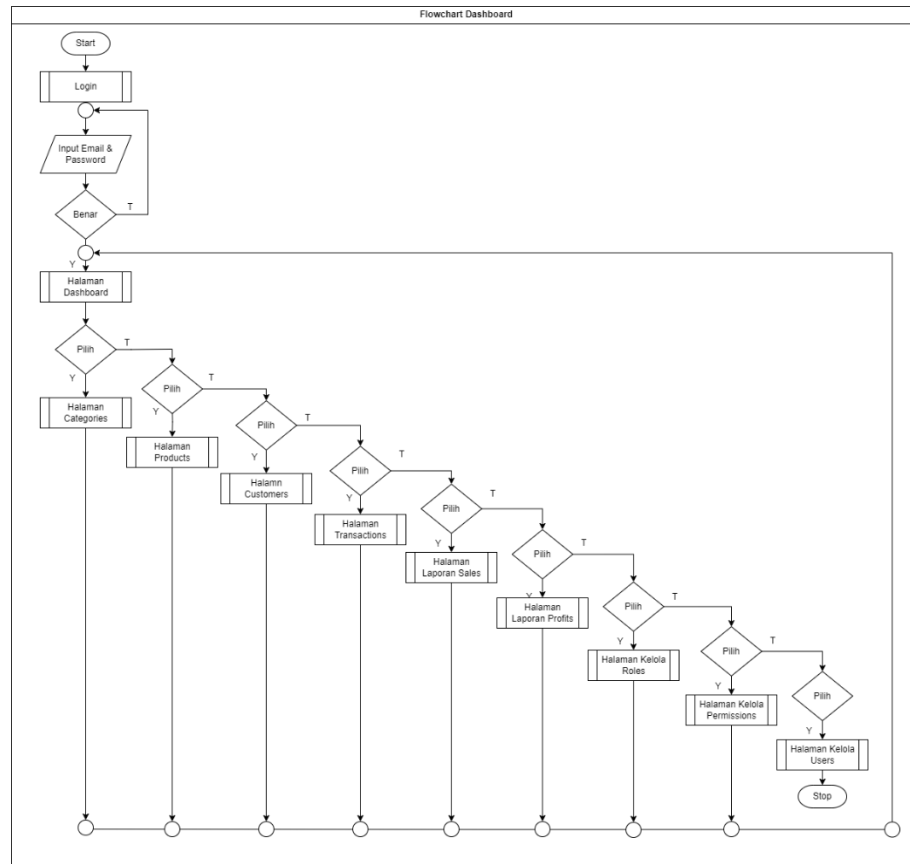 Flowchart Dashboard
Start
Login
Input Email &
Password
Benar
T
Y
Halaman
Dashboard
Pilih
T
Y
Halaman
Categories
Pilih
T
Y
Halaman
Products
Pilih
T
Y
Halamn
Customers
Pilih
T
Y
Halaman
Transactions
Pilih
T
Y
Halaman
Laporan Sales
Pilih
T
Y
Halaman
Laporan Profits
Pilih
T
Y
Halaman Kelola
Roles
Pilih
T
Y
Halaman Kelola
Permissions
Pilih
Y
Halaman Kelola
Users
Stop